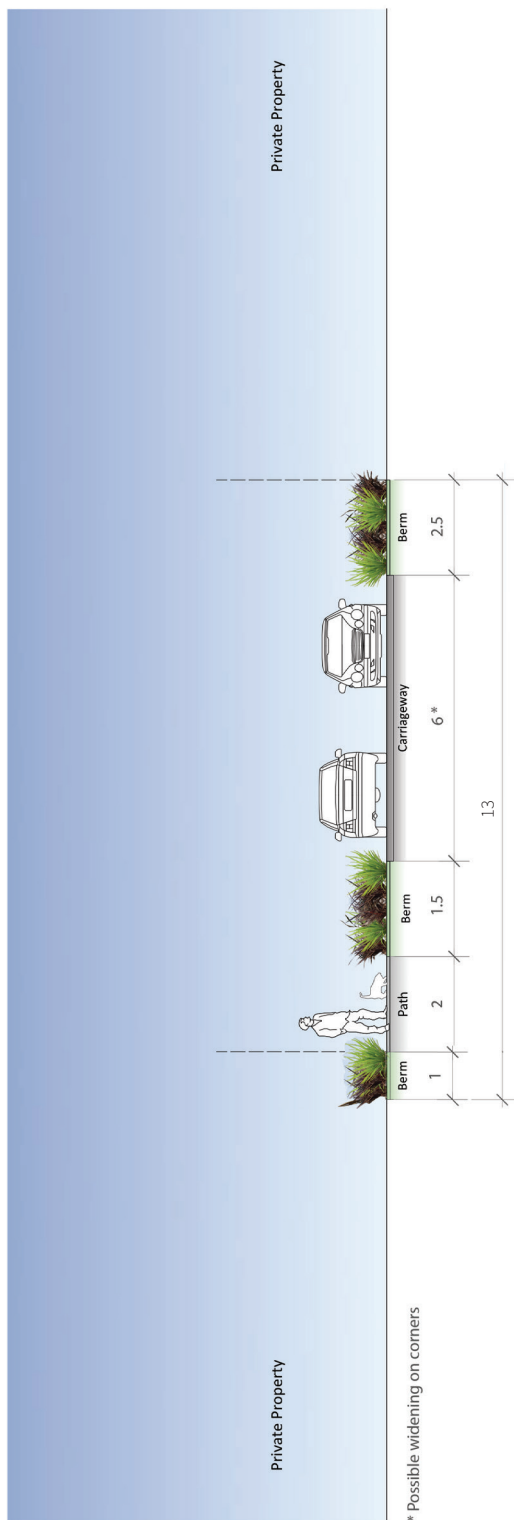 Private Property
Private Property
Berm
Path
Berm
Carriageway
Berm
1
2
1.5
6 *
2.5
13
* Possible widening on corners